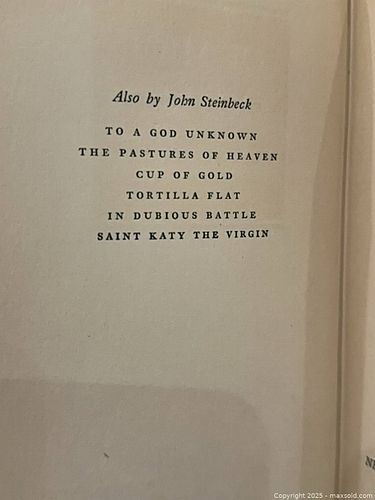 Also by John Steinbeck
TO A GOD UNKNOWN
THE PASTURES OF HEAVEN
CUP OF GOLD
TORTILLA FLAT
IN DUBIOUS BATTLE
SAINT KATY THE VIRGIN
Copyright 2025 - maxsold.com